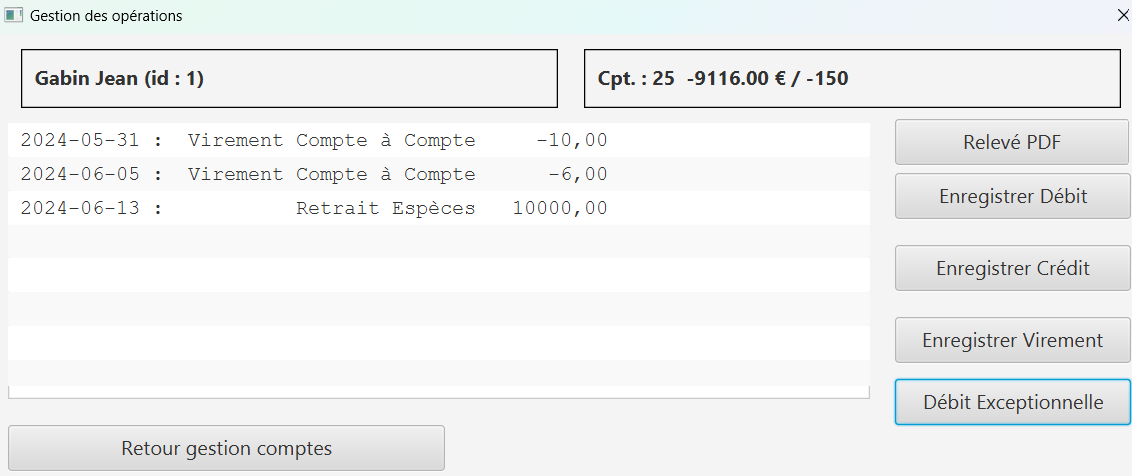 Gestion des opérations
Gabin Jean (id : 1)
Cpt. : 25 -9116.00 € / -150
2024-05-31 : Virement Compte à Compte -10,00
2024-06-05 : Virement Compte à Compte -6,00
2024-06-13 : Retrait Espèces 10000,00
Relevé PDF
Enregistrer Débit
Enregistrer Crédit
Enregistrer Virement
Débit Exceptionnelle
Retour gestion comptes